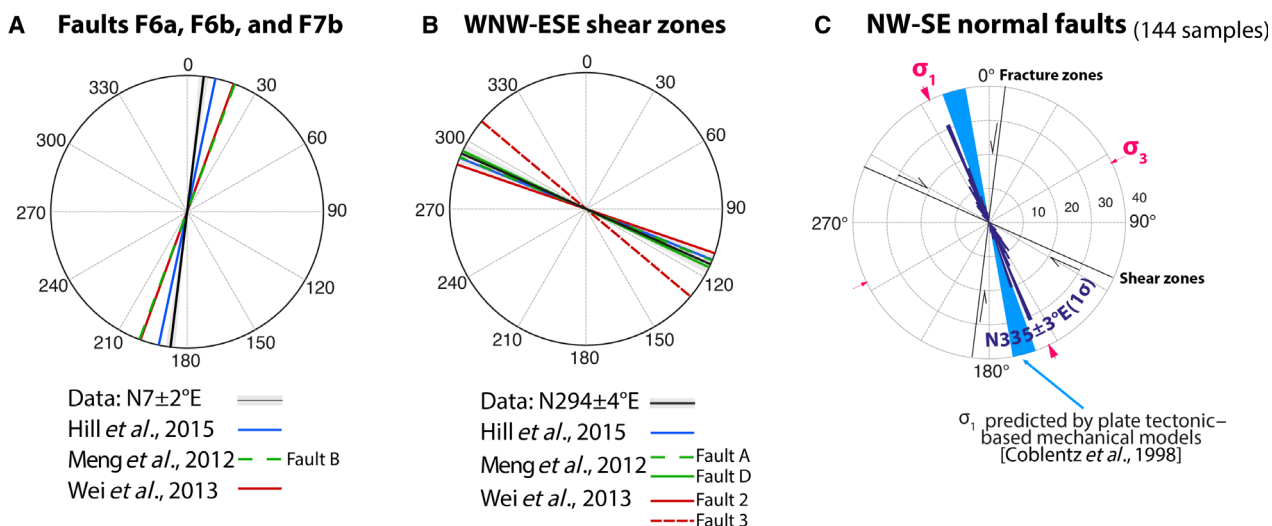 A Faults F6a, F6b, and F7b
0
30
60
90
120
150
180
210
240
270
300
330
Data: N7±2°E
Hill et al., 2015
Meng et al., 2012 Fault B
Wei et al., 2013
B WNW-ESE shear zones
0
30
60
90
120
150
180
210
240
270
300
330
Data: N294±4°E
Hill et al., 2015
Meng et al., 2012 Fault A
Fault D
Wei et al., 2013 Fault 2
Fault 3
C NW-SE normal faults (144 samples)
σ1
0° Fracture zones
σ3
10 20 30 40
270°
90°
Shear zones
N335±3°E(1σ)
180°
σ1 predicted by plate tectonic–
based mechanical models
[Coblentz et al., 1998]